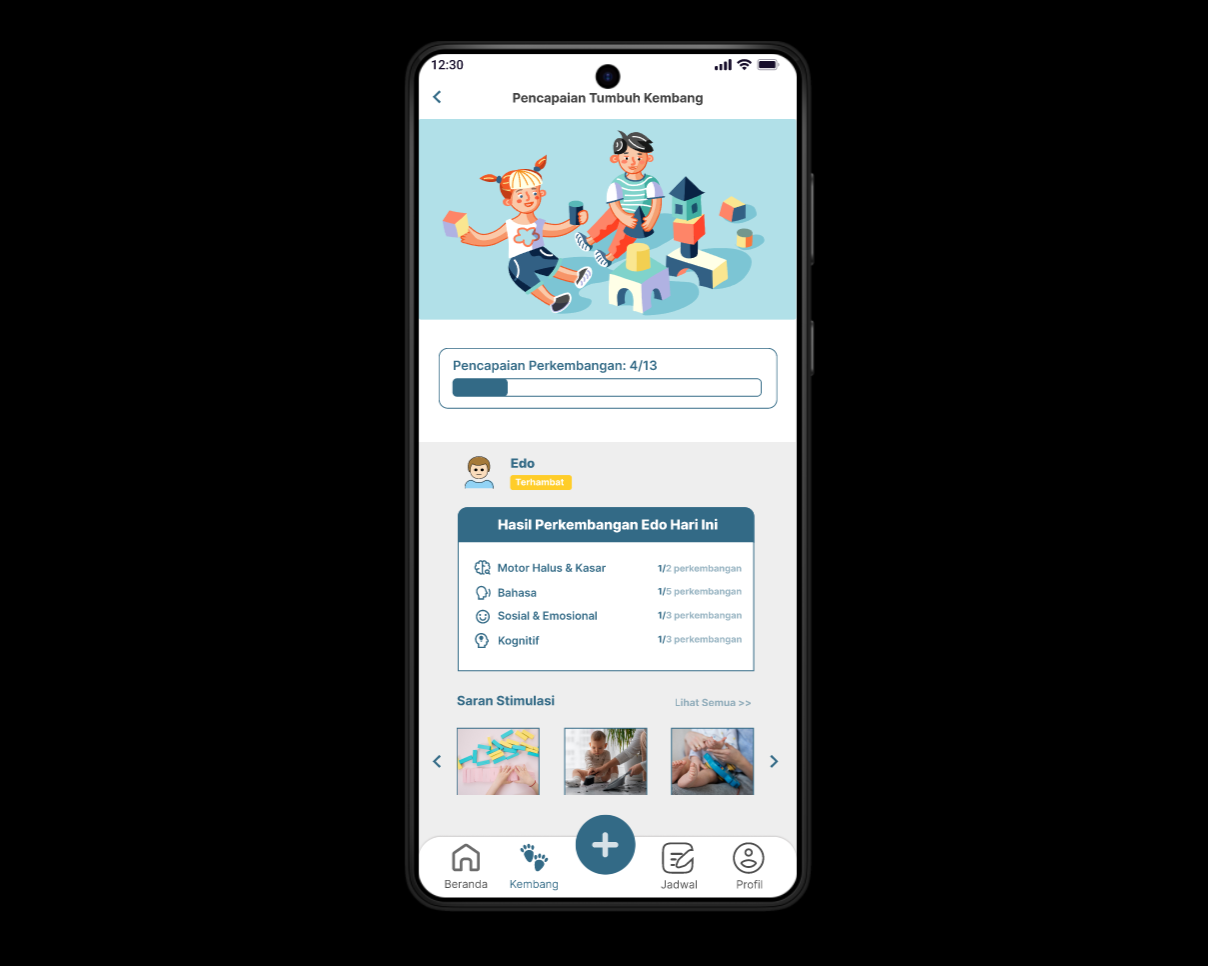 12:30
Pencapaian Tumbuh Kembang
Pencapaian Perkembangan: 4/13
Edo
Terhambat
Hasil Perkembangan Edo Hari Ini
Motor Halus & Kasar 1/2 perkembangan
Bahasa 1/5 perkembangan
Sosial & Emosional 1/3 perkembangan
Kognitif 1/3 perkembangan
Saran Stimulasi Lihat Semua >>
Beranda Kembang Jadwal Profil